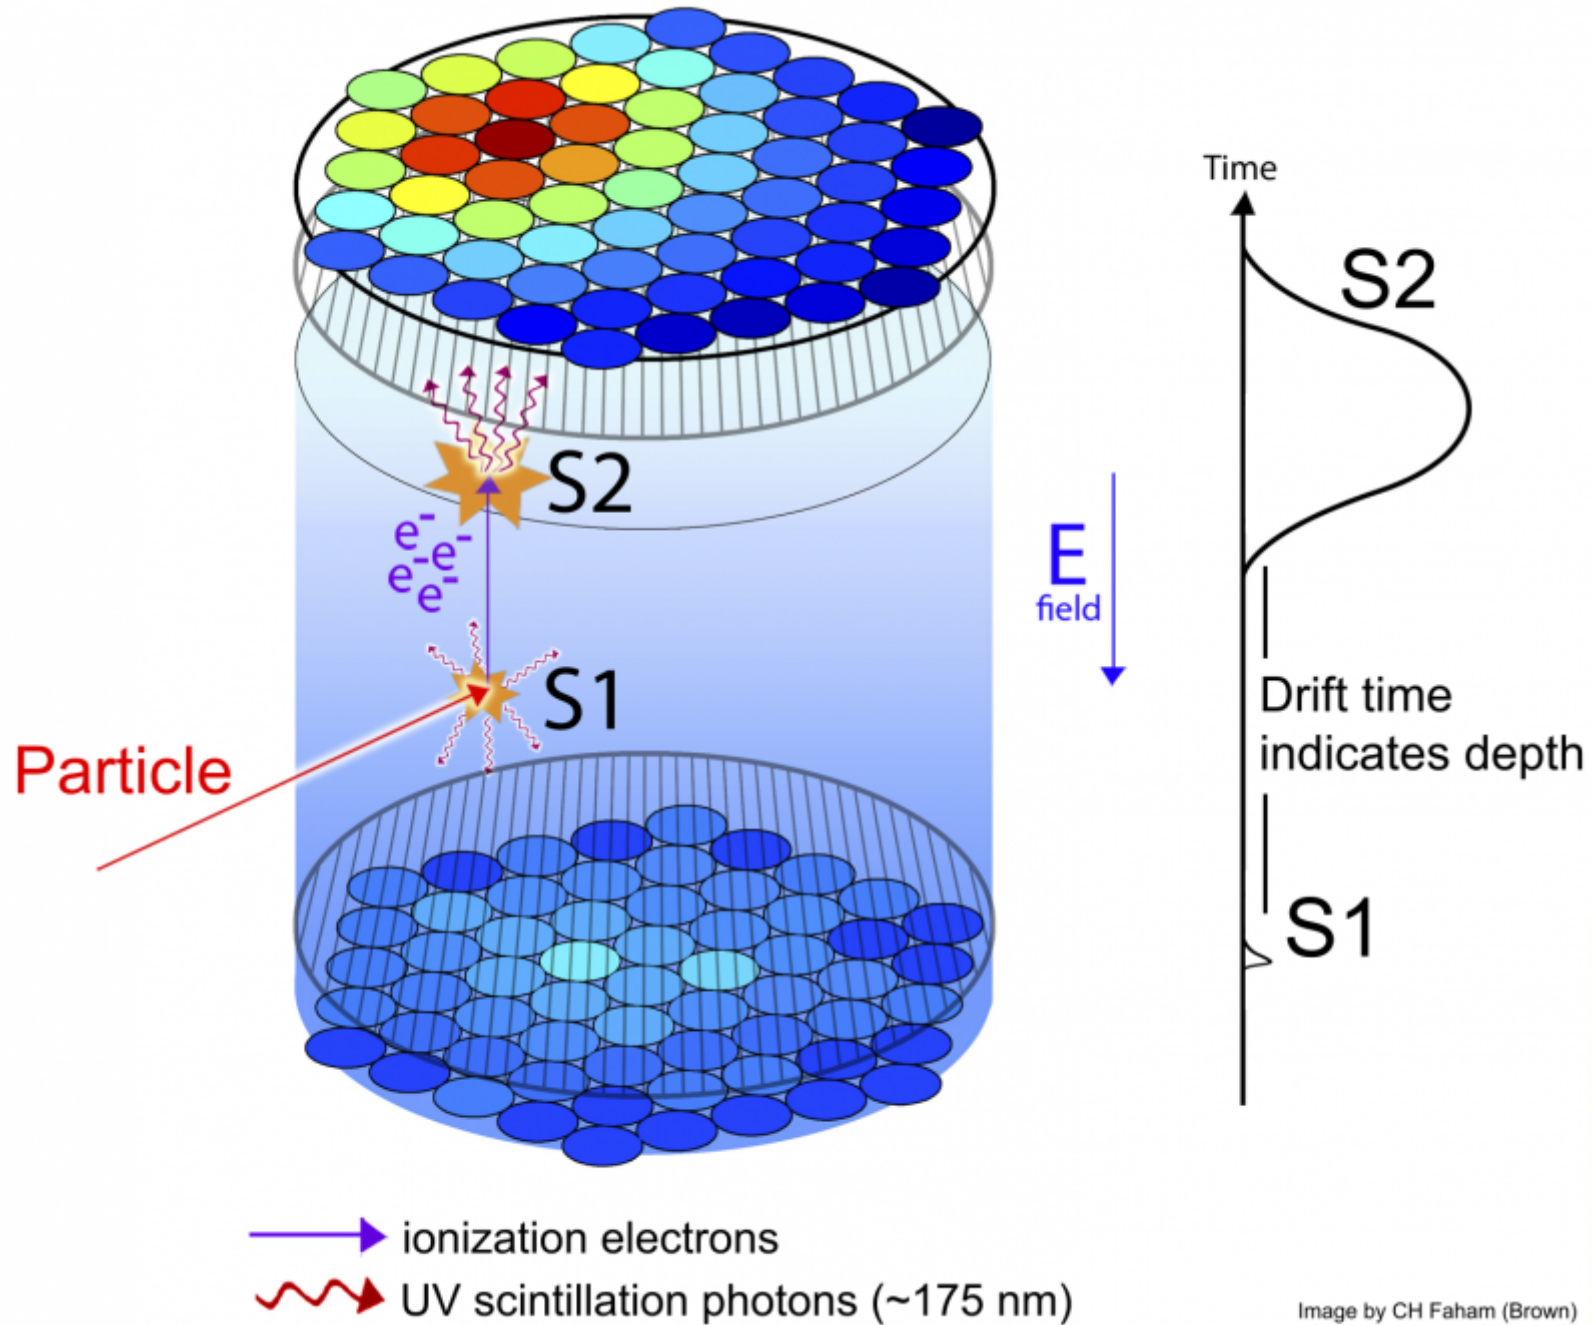 Time
S2
S2
e-
e-
e-
e-
E
field
S1
Drift time
indicates depth
Particle
S1
ionization electrons
UV scintillation photons (~175 nm)
Image by CH Faham (Brown)